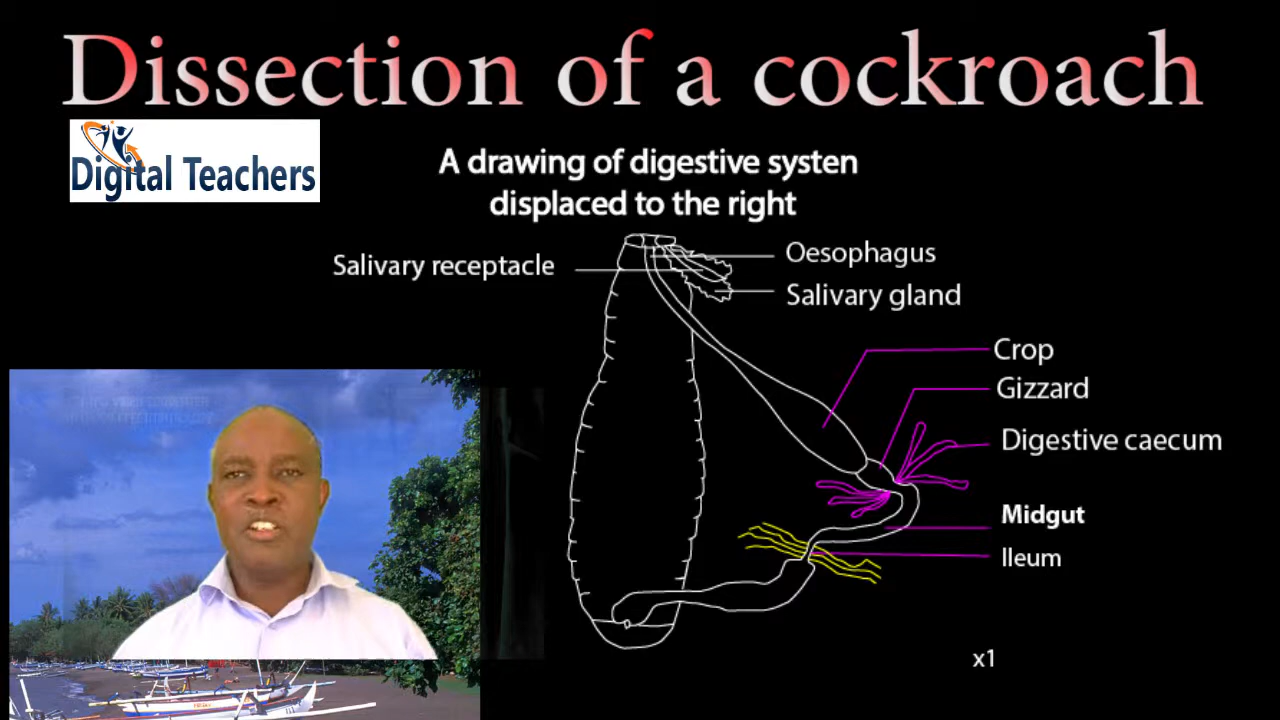 Dissection of a cockroach
Digital Teachers
A drawing of digestive systen
displaced to the right
Salivary receptacle
Oesophagus
Salivary gland
Crop
Gizzard
Digestive caecum
Midgut
Ileum
x1